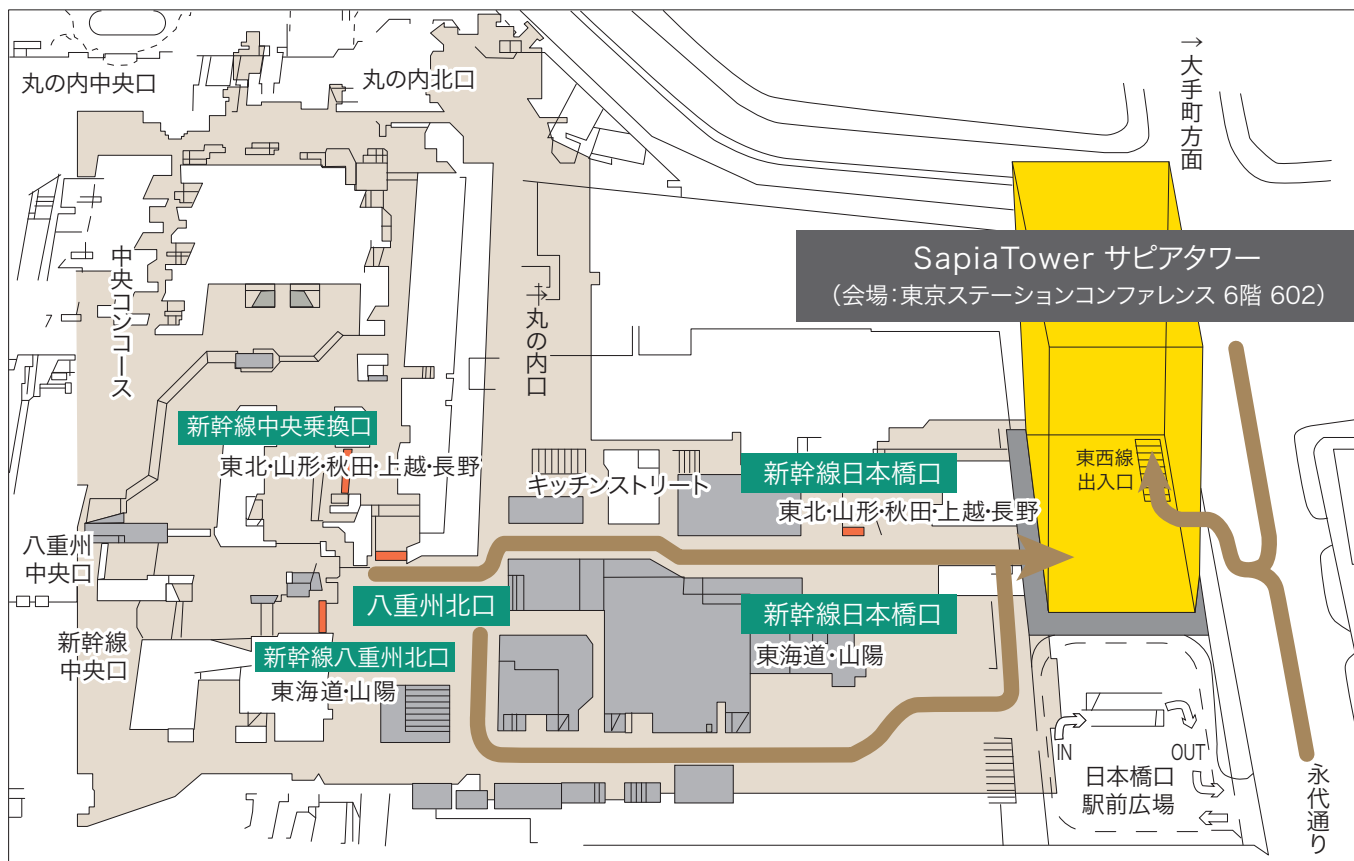 丸の内中央口
丸の内北口
→大手町方面
SapiaTower サピアタワー
(会場:東京ステーションコンファレンス 6階 602)
中央コンコース
→丸の内口
新幹線中央乗換口
東北・山形・秋田・上越・長野
キッチンストリート
新幹線日本橋口
東北・山形・秋田・上越・長野
東西線
出入口
八重州
中央口
八重州北口
新幹線日本橋口
東海道・山陽
新幹線
中央口
新幹線八重州北口
東海道・山陽
IN
OUT
日本橋口
駅前広場
永代通り